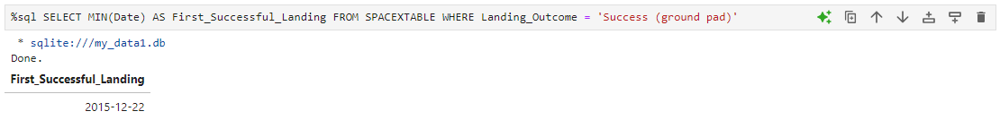 %sql SELECT MIN(Date) AS First_Successful_Landing FROM SPACEXTABLE WHERE Landing_Outcome = 'Success (ground pad)'
* sqlite:///my_data1.db
Done.
First_Successful_Landing
2015-12-22